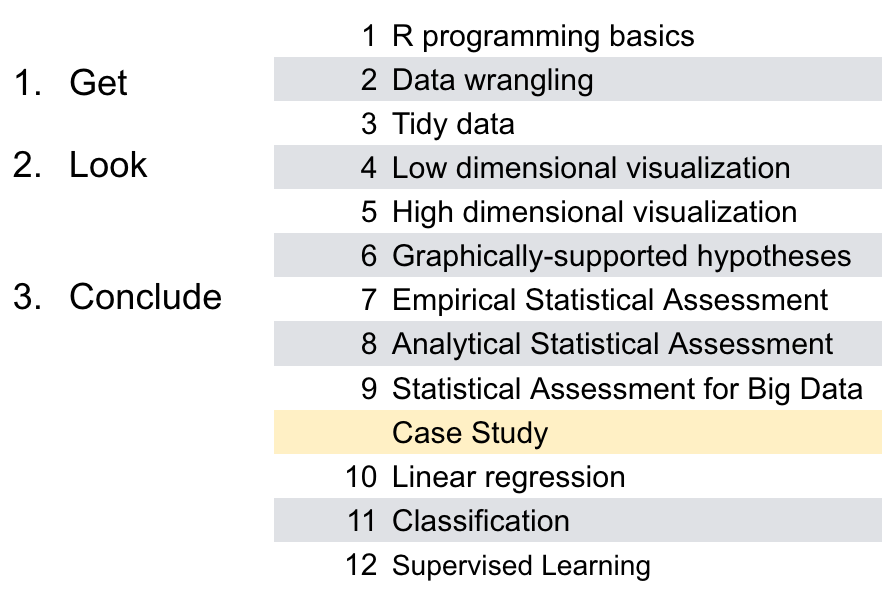 1 R programming basics
1. Get
2 Data wrangling
3 Tidy data
2. Look
4 Low dimensional visualization
5 High dimensional visualization
6 Graphically-supported hypotheses
3. Conclude
7 Empirical Statistical Assessment
8 Analytical Statistical Assessment
9 Statistical Assessment for Big Data
Case Study
10 Linear regression
11 Classification
12 Supervised Learning